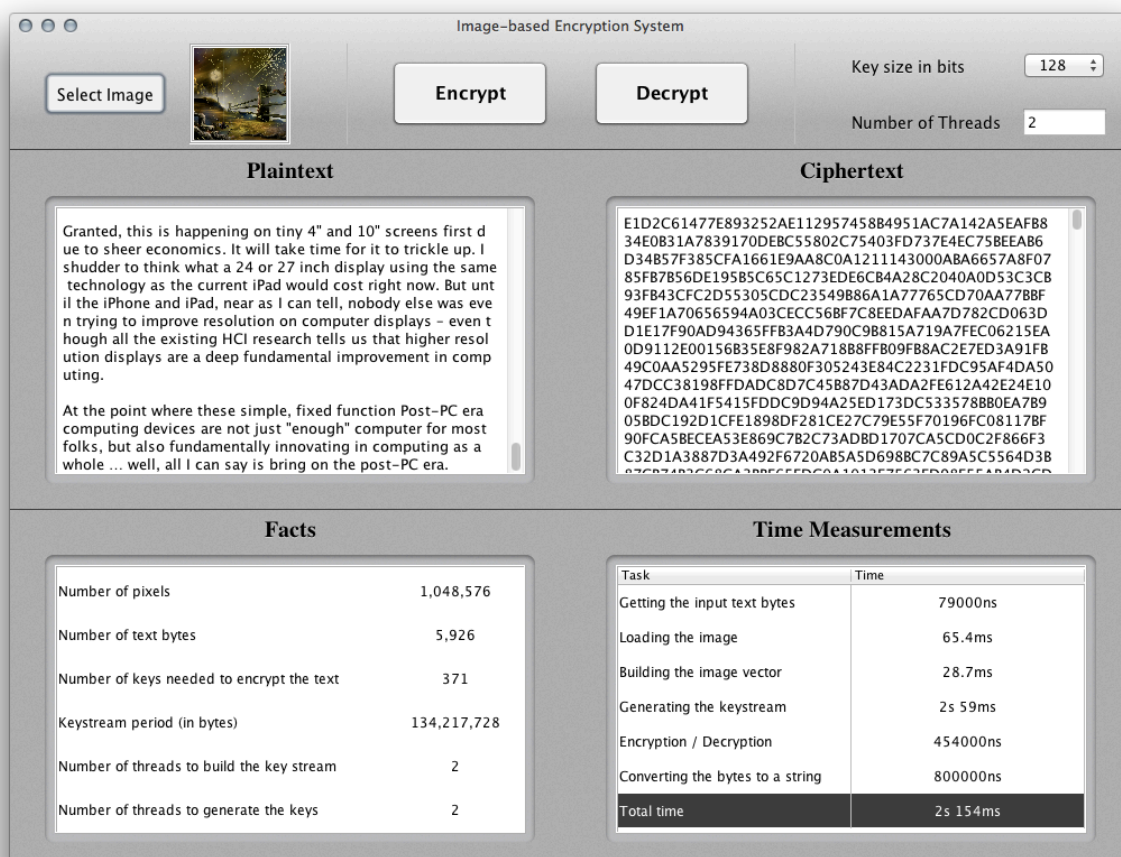 Image-based Encryption System
Select Image
Encrypt
Decrypt
Key size in bits
128
Number of Threads
2
Plaintext
Granted, this is happening on tiny 4" and 10" screens first d
ue to sheer economics. It will take time for it to trickle up. I
shudder to think what a 24 or 27 inch display using the same
technology as the current iPad would cost right now. But unt
il the iPhone and iPad, near as I can tell, nobody else was eve
n trying to improve resolution on computer displays – even t
hough all the existing HCI research tells us that higher resol
ution displays are a deep fundamental improvement in comp
uting.
At the point where these simple, fixed function Post-PC era
computing devices are not just "enough" computer for most
folks, but also fundamentally innovating in computing as a
whole ... well, all I can say is bring on the post-PC era.
Ciphertext
E1D2C61477E893252AE112957458B4951AC7A142A5EAFB8
34E0B31A7839170DEBC55802C75403FD737E4EC75BEEAB6
D34B57F385CFA1661E9AA8C0A1211143000ABA6657A8F07
85FB7B56DE195B5C65C1273EDE6CB4A28C2040A0D53C3CB
93FB43CFC2D55305CDC23549B86A1A77765CD70AA77BBF
49EF1A70656594A03CECC56BF7C8EEDAFAA7D782CD063D
D1E17F90AD94365FFB3A4D790C9B815A719A7FEC06215EA
0D9112E00156B35E8F982A718B8FFB09FB8AC2E7ED3A91FB
49C0AA5295FE738D8880F305243E84C2231FDC95AF4DA50
47DCC38198FFDADC8D7C45B87D43ADA2FE612A42E24E10
0F824DA41F5415FDDC9D94A25ED173DC533578BB0EA7B9
05BDC192D1CFE1898DF281CE27C79E55F70196FC08117BF
90FCA5BECEA53E869C7B2C73ADBD1707CA5CD0C2F866F3
C32D1A3887D3A492F6720AB5A5D698BC7C89A5C5564D3B
Facts
Number of pixels 1,048,576
Number of text bytes 5,926
Number of keys needed to encrypt the text 371
Keystream period (in bytes) 134,217,728
Number of threads to build the key stream 2
Number of threads to generate the keys 2
Time Measurements
Task Time
Getting the input text bytes 79000ns
Loading the image 65.4ms
Building the image vector 28.7ms
Generating the keystream 2s 59ms
Encryption / Decryption 454000ns
Converting the bytes to a string 800000ns
Total time 2s 154ms